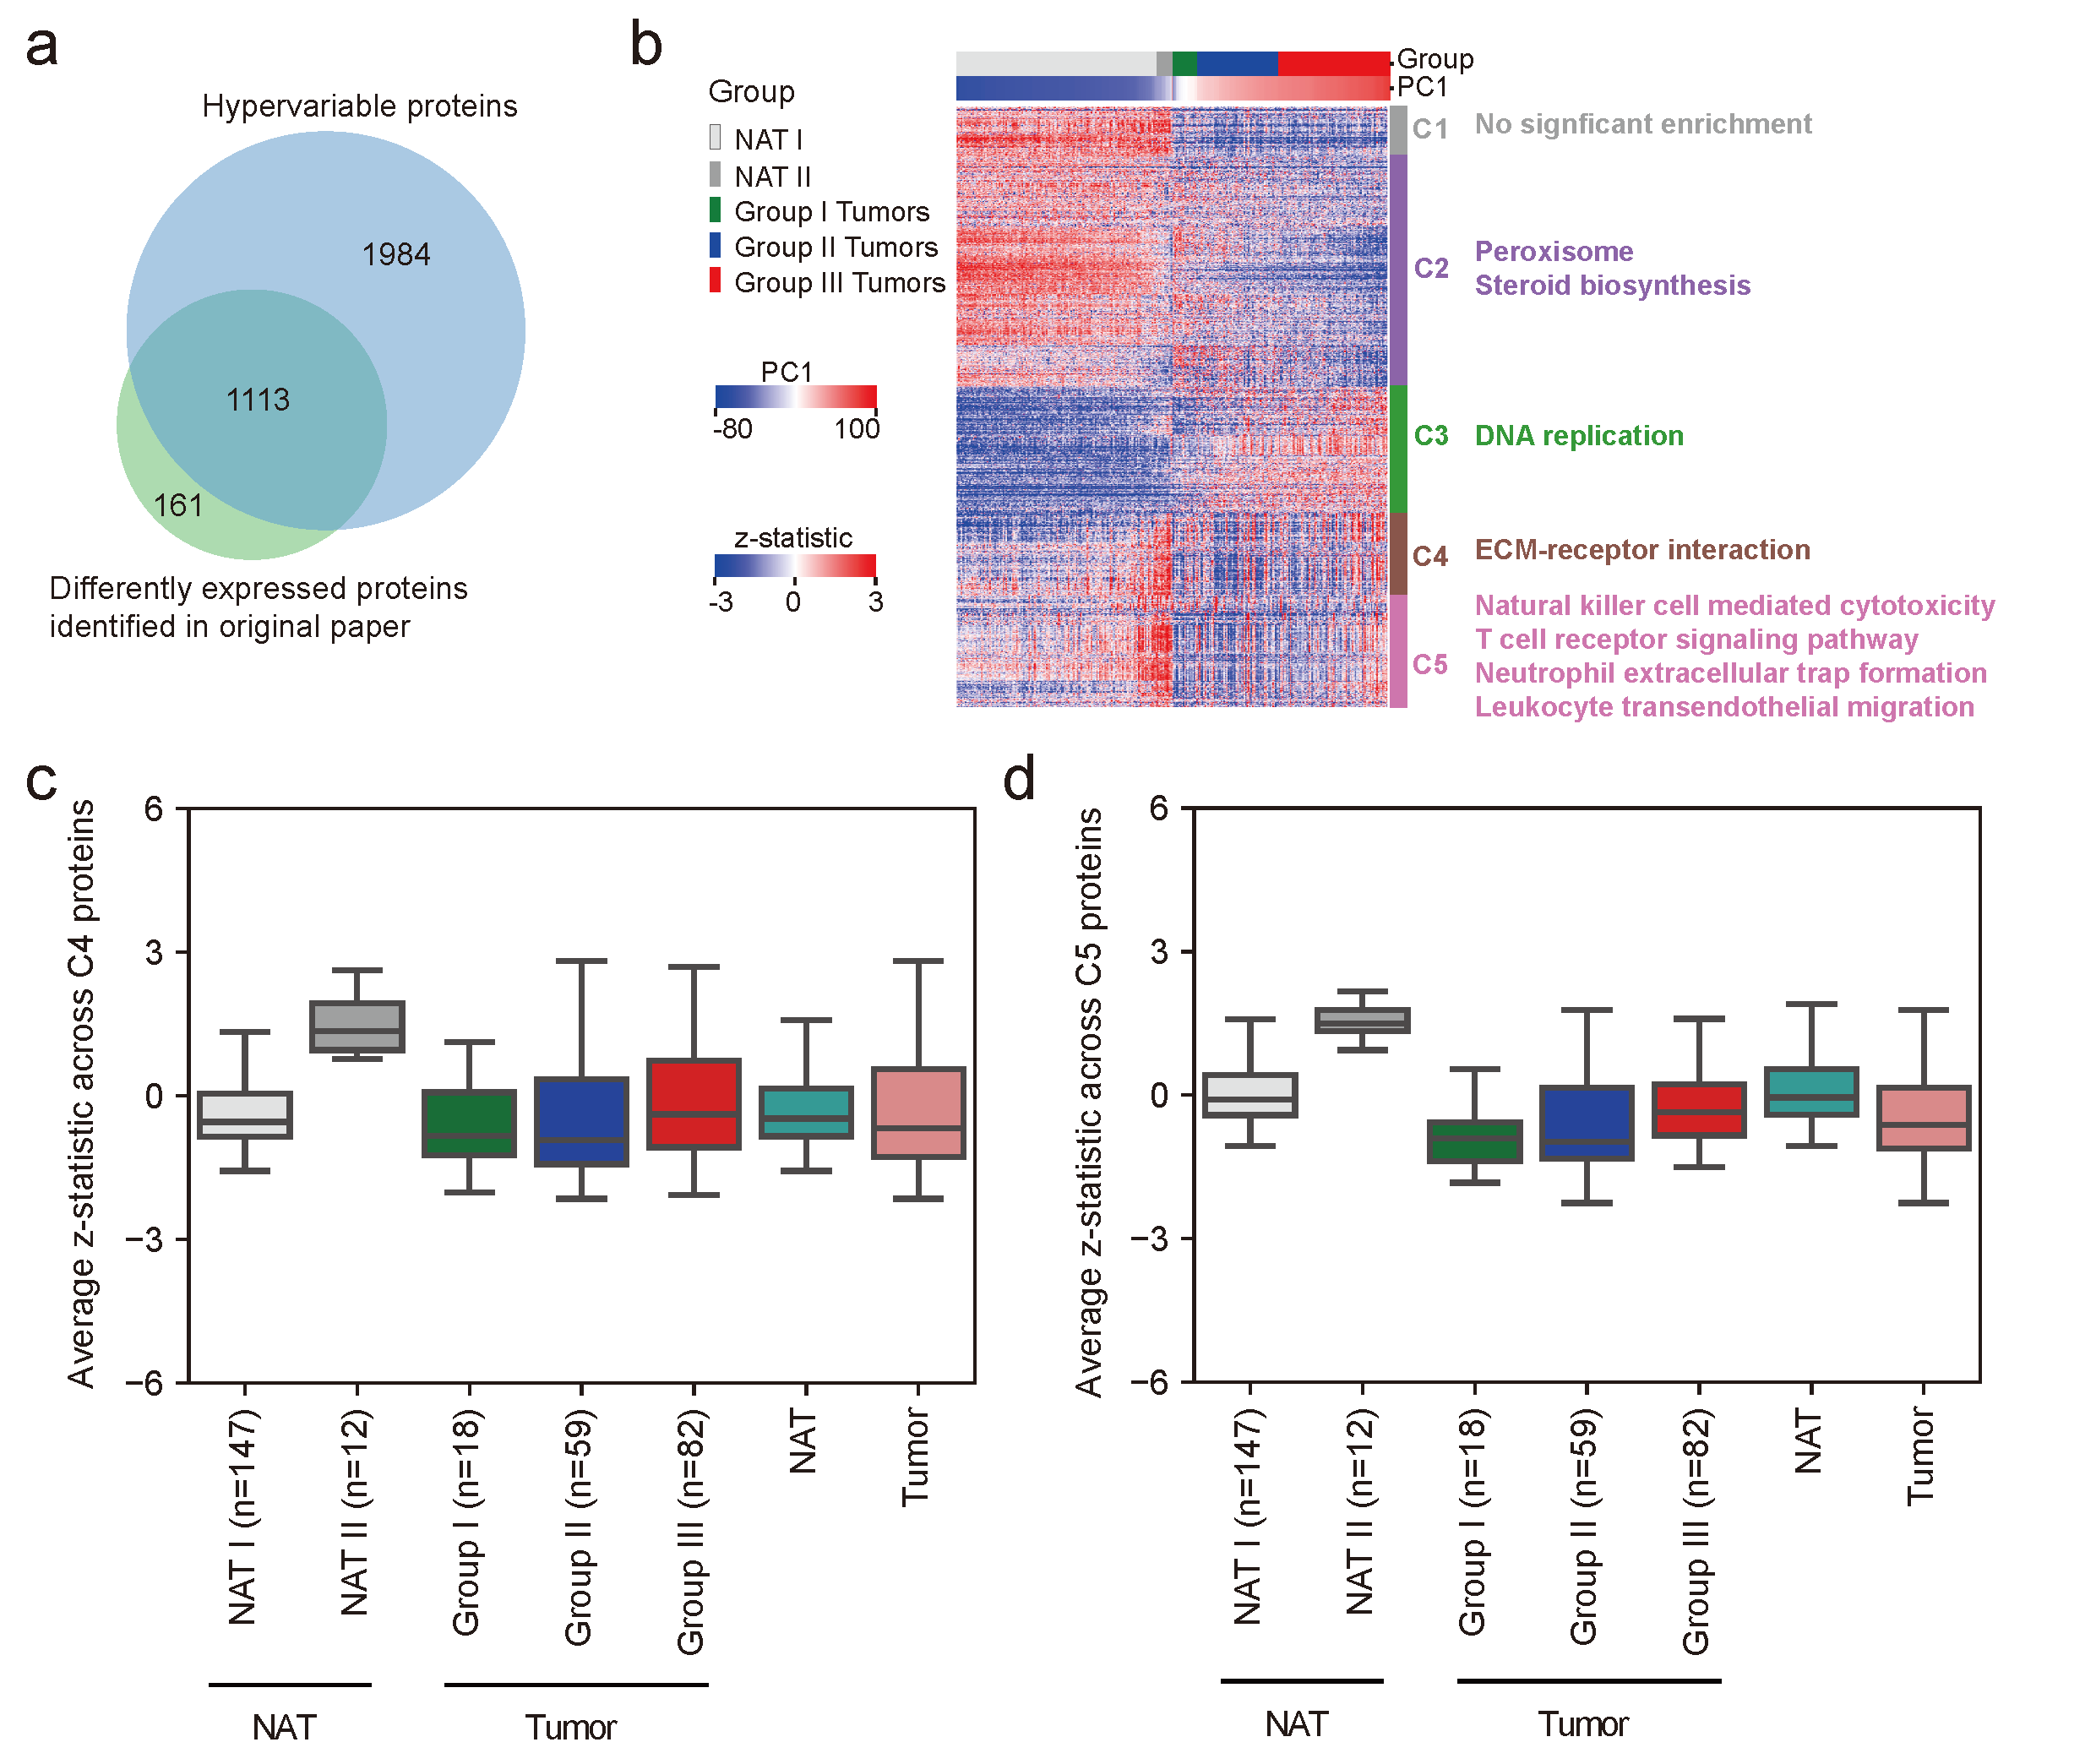 a
Hypervariable proteins
1984
1113
161
Differently expressed proteins
identified in original paper
b
Group
NAT I
NAT II
Group I Tumors
Group II Tumors
Group III Tumors
PC1
-80 100
z-statistic
-3 0 3
Group
PC1
C1 No signficant enrichment
C2
Peroxisome
Steroid biosynthesis
C3 DNA replication
C4 ECM-receptor interaction
C5
Natural killer cell mediated cytotoxicity
T cell receptor signaling pathway
Neutrophil extracellular trap formation
Leukocyte transendothelial migration
c
Average z-statistic across C4 proteins
6
3
0
−3
−6
NAT I (n=147)
NAT II (n=12)
Group I (n=18)
Group II (n=59)
Group III (n=82)
NAT
Tumor
NAT
Tumor
d
Average z-statistic across C5 proteins
6
3
0
−3
−6
NAT I (n=147)
NAT II (n=12)
Group I (n=18)
Group II (n=59)
Group III (n=82)
NAT
Tumor
NAT
Tumor